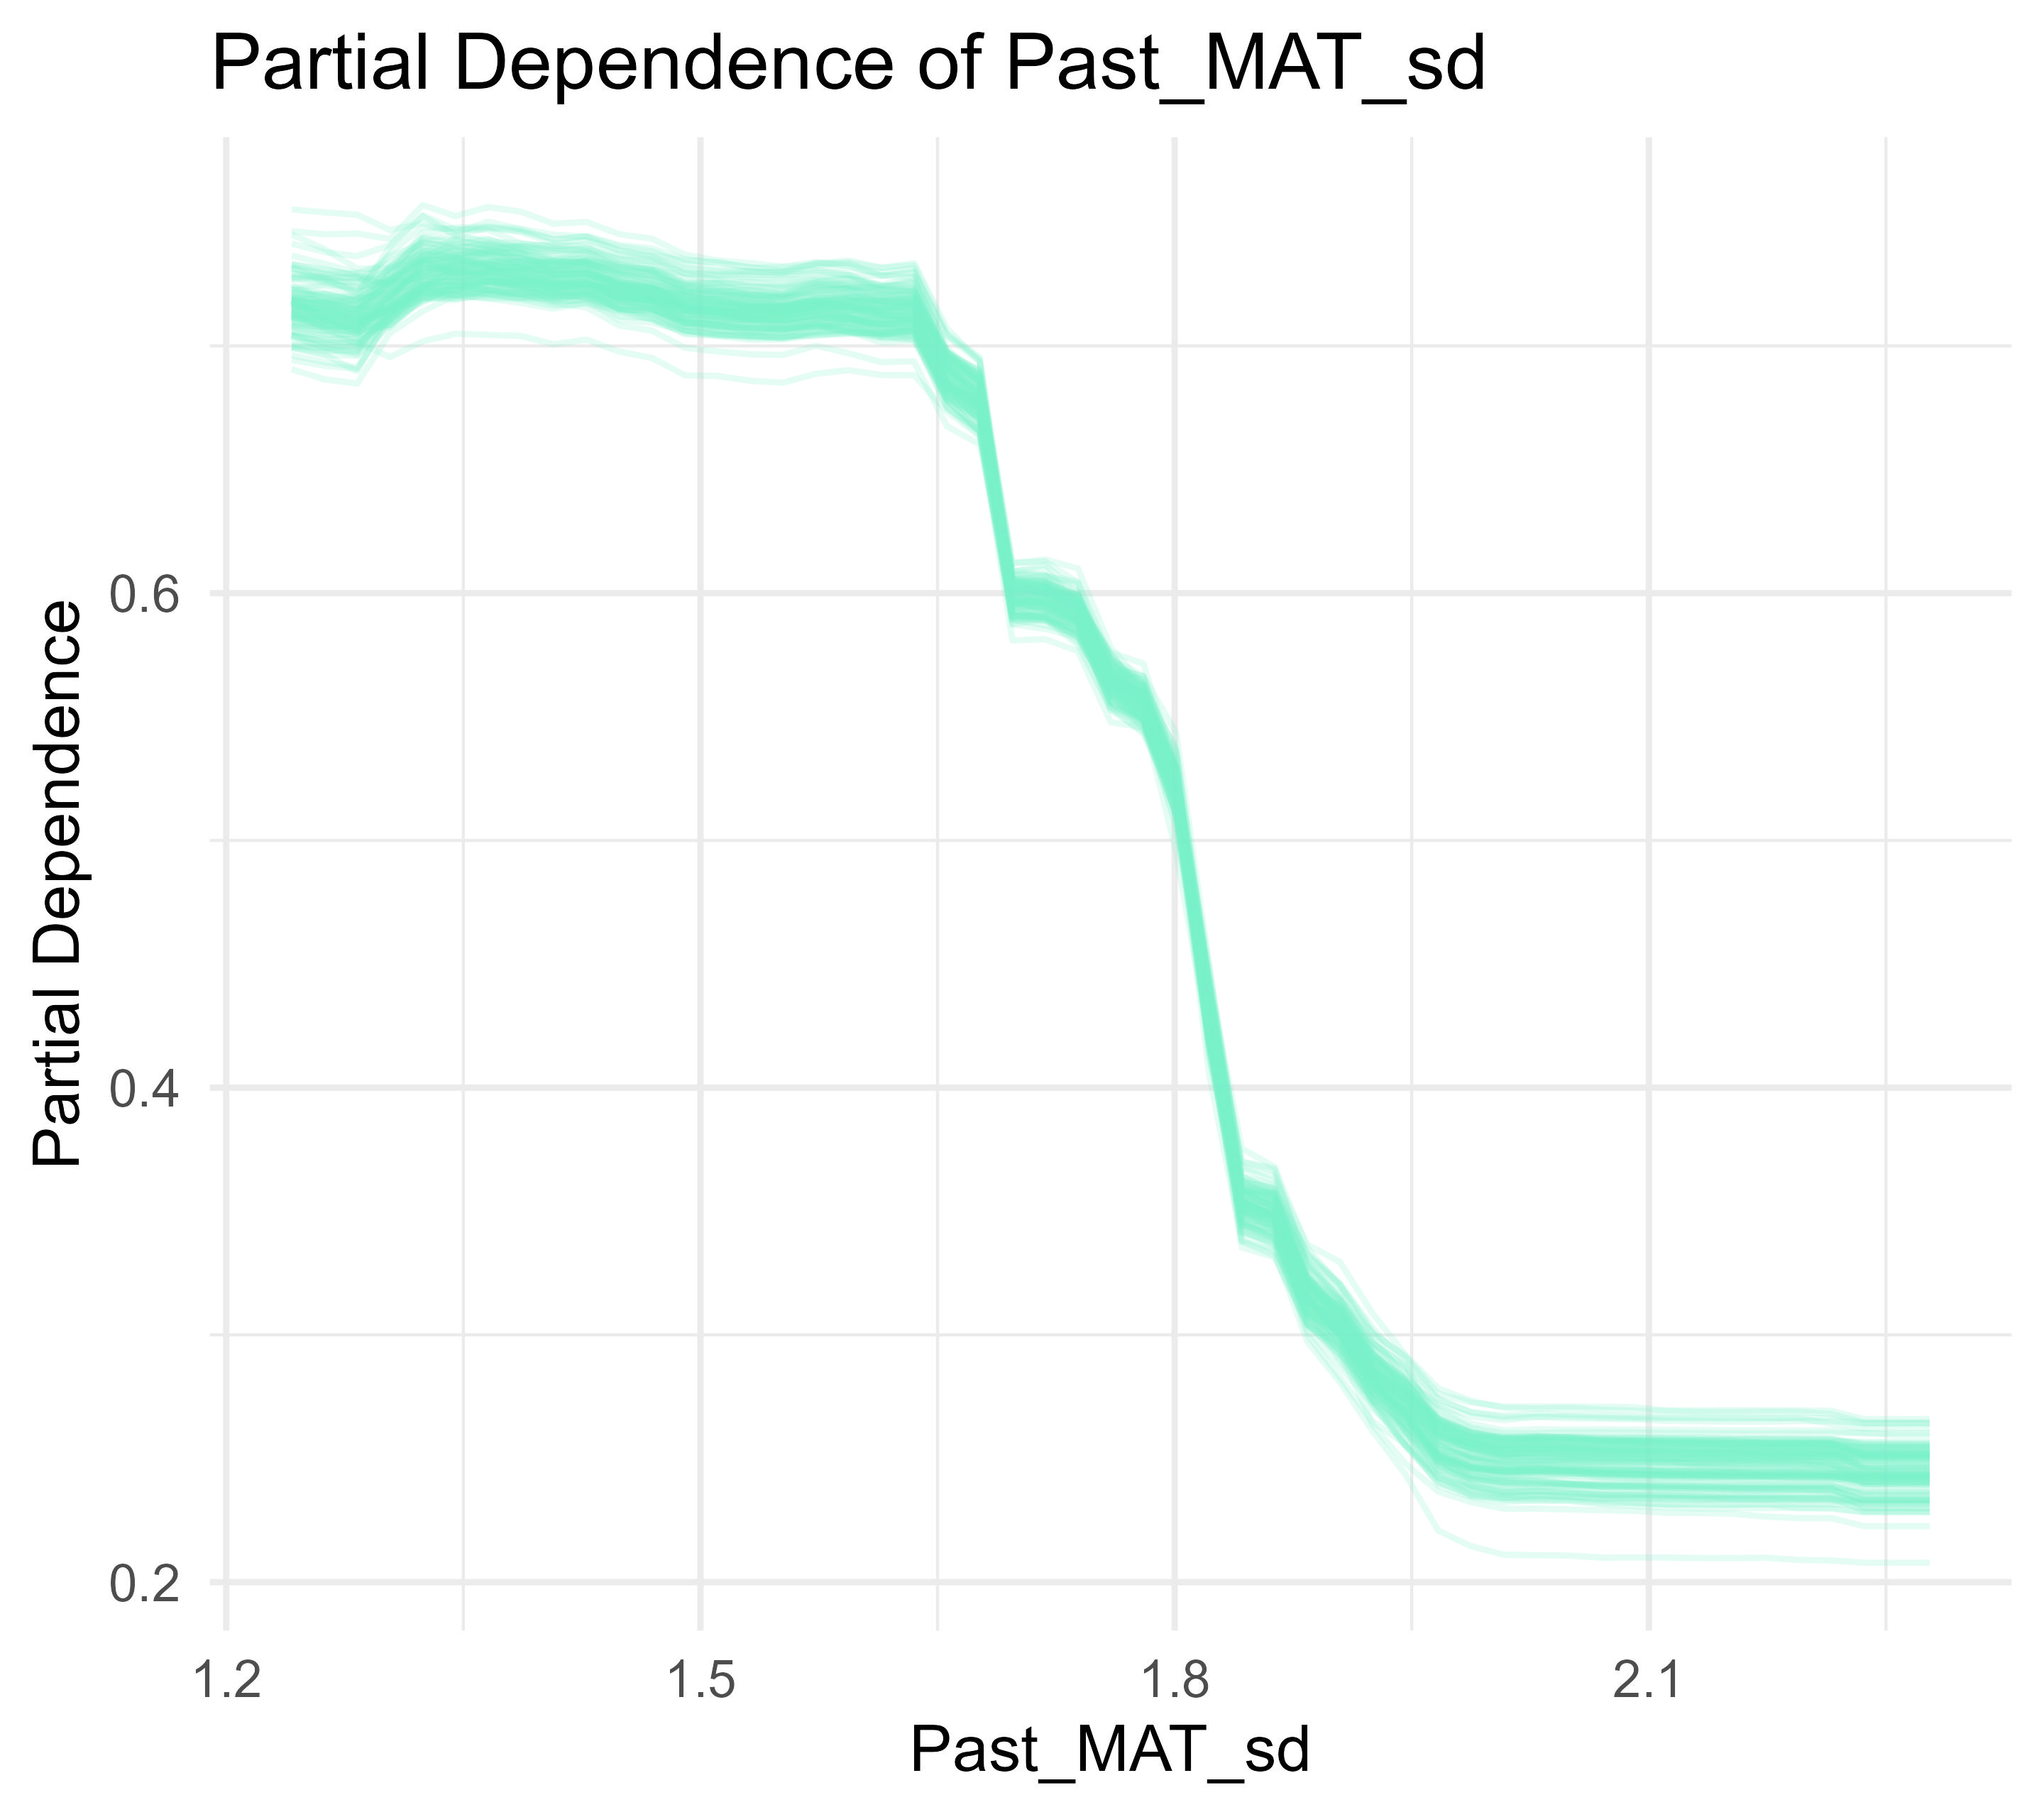 Partial Dependence of Past_MAT_sd
Partial Dependence
0.6
0.4
0.2
1.2 1.5 1.8 2.1
Past_MAT_sd